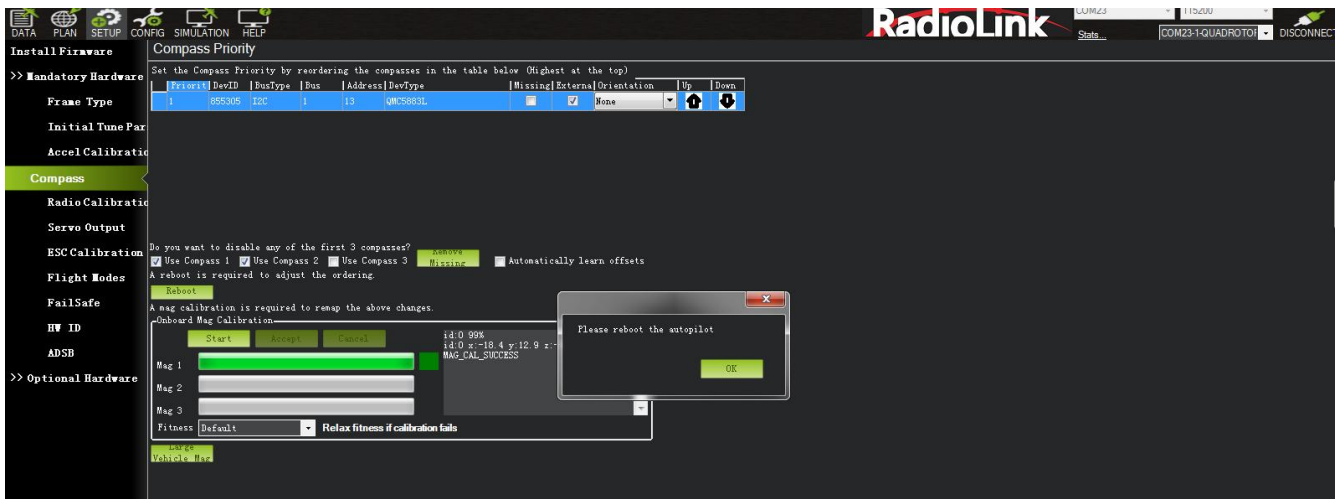 RadioLink
COM23 115200
DATA PLAN SETUP CONFIG SIMULATION HELP
Stats... COM23-1-QUADROTOR DISCONNECT
Install Firmware
Compass Priority
>> Mandatory Hardware
Set the Compass Priority by reordering the compasses in the table below (Highest at the top)
Priorit DevID BusType Bus Address DevType Missing External Orientation Up Down
1 855305 I2C 1 13 QMC5883L None
Frame Type
Initial Tune Par
Accel Calibratio
Compass
Radio Calibratio
Servo Output
ESC Calibration
Flight Modes
FailSafe
HW ID
ADSB
>> Optional Hardware
Do you want to disable any of the first 3 compasses?
Use Compass 1 Use Compass 2 Use Compass 3 Remove Missing Automatically learn offsets
A reboot is required to adjust the ordering.
Reboot
A mag calibration is required to remap the above changes.
Onboard Mag Calibration
Start Accept Cancel
id:0 99%
id:0 x:-18.4 y:12.9 z:-
MAG_CAL_SUCCESS
Mag 1
Mag 2
Mag 3
Fitness Default Relax fitness if calibration fails
Large
Vehicle Mag
Please reboot the autopilot
OK